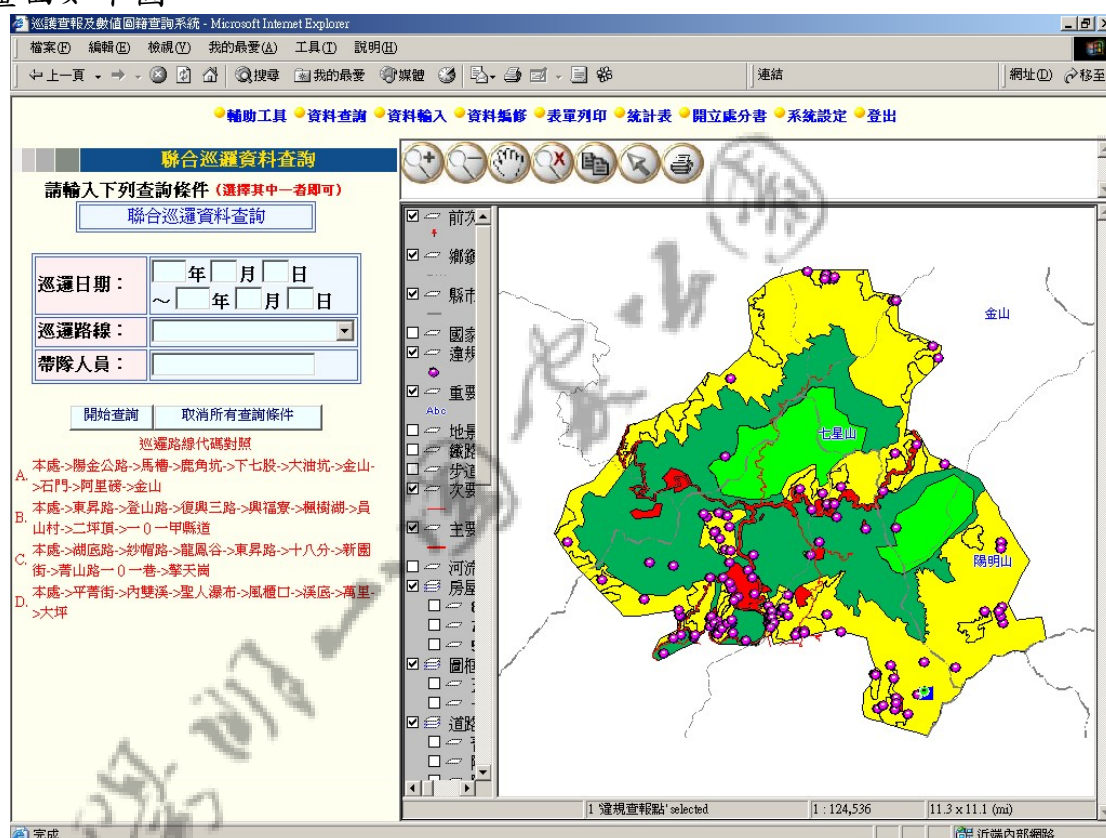 巡護查報及數值圖籍查詢系統 - Microsoft Internet Explorer
檔案(F) 編輯(E) 檢視(V) 我的最愛(A) 工具(T) 說明(H)
上一頁 搜尋 我的最愛 媒體 連結 網址(D) 移至
輔助工具 資料查詢 資料輸入 資料編修 表單列印 統計表 開立處分書 系統設定 登出
聯合巡邏資料查詢
請輸入下列查詢條件 (選擇其中一者即可)
聯合巡邏資料查詢
巡邏日期： 年 月 日
～ 年 月 日
巡邏路線：
帶隊人員：
開始查詢 取消所有查詢條件
巡邏路線代碼對照
A. 本處->陽金公路->馬槽->鹿角坑->下七股->大油坑->金山-
>石門->阿里磅->金山
B. 本處->東昇路->登山路->復興三路->興福寮->楓樹湖->員
山村->二坪頂->一０一甲縣道
C. 本處->湖底路->紗帽路->龍鳳谷->東昇路->十八分->新園
街->菁山路一０一巷->擎天崗
D. 本處->平菁街->內雙溪->聖人瀑布->風櫃口->溪底->萬里-
>大坪
前次
鄉鎮
縣市
國家
違規
重要
Abc
地景
鐵路
步道
次要
主要
河流
房屋
圖框
道路
金山
七星山
陽明山
1 '違規查報點' selected 1 : 124,536 11.3 x 11.1 (mi)
完成 近端內部網路